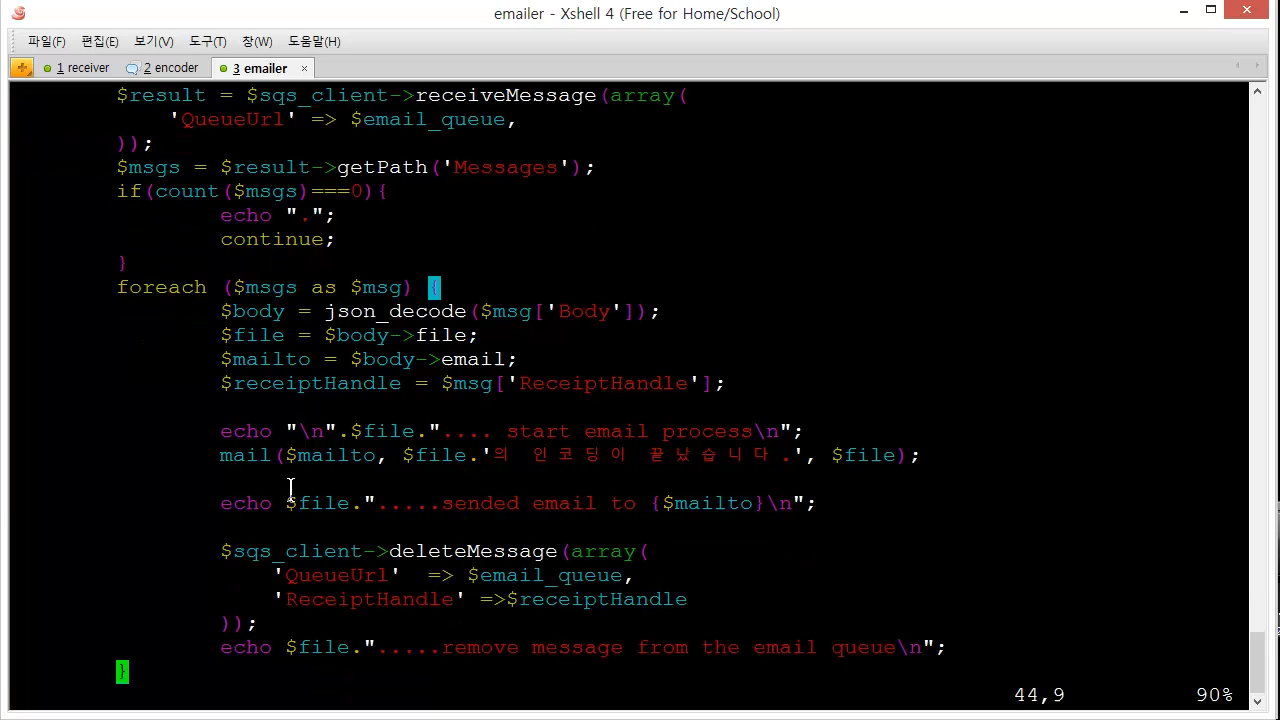 emailer - Xshell 4 (Free for Home/School)
파일(F) 편집(E) 보기(V) 도구(T) 창(W) 도움말(H)
1 receiver 2 encoder 3 emailer ×
$result = $sqs_client->receiveMessage(array(
'QueueUrl' => $email_queue,
));
$msgs = $result->getPath('Messages');
if(count($msgs)===0){
echo ".";
continue;
}
foreach ($msgs as $msg) {
$body = json_decode($msg['Body']);
$file = $body->file;
$mailto = $body->email;
$receiptHandle = $msg['ReceiptHandle'];
echo "\n".$file.".... start email process\n";
mail($mailto, $file.'의 인코딩이 끝났습니다.', $file);
echo $file.".....sended email to {$mailto}\n";
$sqs_client->deleteMessage(array(
'QueueUrl' => $email_queue,
'ReceiptHandle' =>$receiptHandle
));
echo $file.".....remove message from the email queue\n";
}
44,9 90%